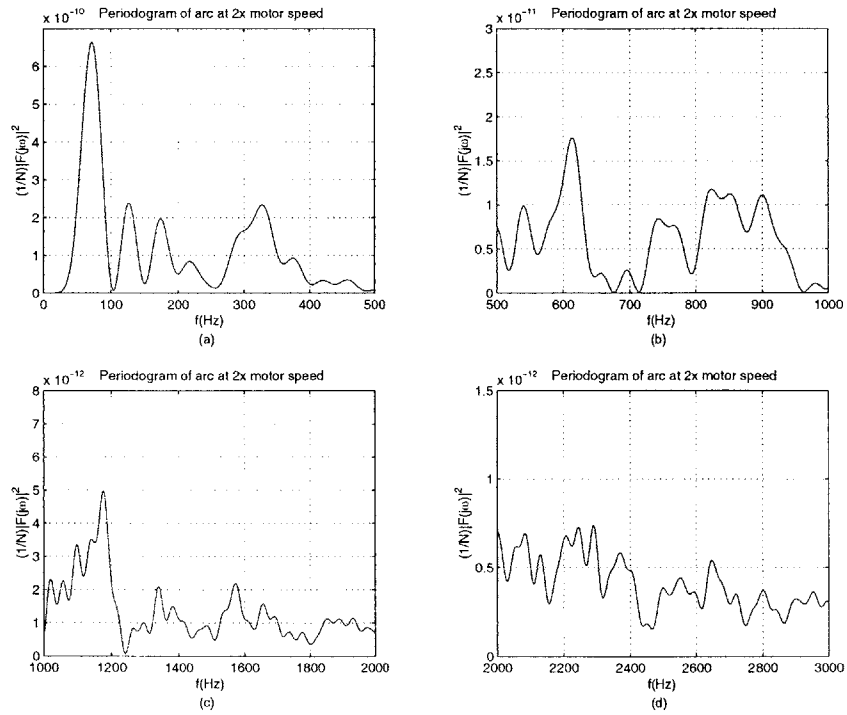 x 10^-10 Periodogram of arc at 2x motor speed
6
5
4
3
2
1
0
0 100 200 300 400 500
(1/N)|F(jω)|^2
f(Hz)
(a)
x 10^-11 Periodogram of arc at 2x motor speed
3
2.5
2
1.5
1
0.5
0
500 600 700 800 900 1000
(1/N)|F(jω)|^2
f(Hz)
(b)
x 10^-12 Periodogram of arc at 2x motor speed
8
7
6
5
4
3
2
1
0
1000 1200 1400 1600 1800 2000
(1/N)|F(jω)|^2
f(Hz)
(c)
x 10^-12 Periodogram of arc at 2x motor speed
1.5
1
0.5
0
2000 2200 2400 2600 2800 3000
(1/N)|F(jω)|^2
f(Hz)
(d)